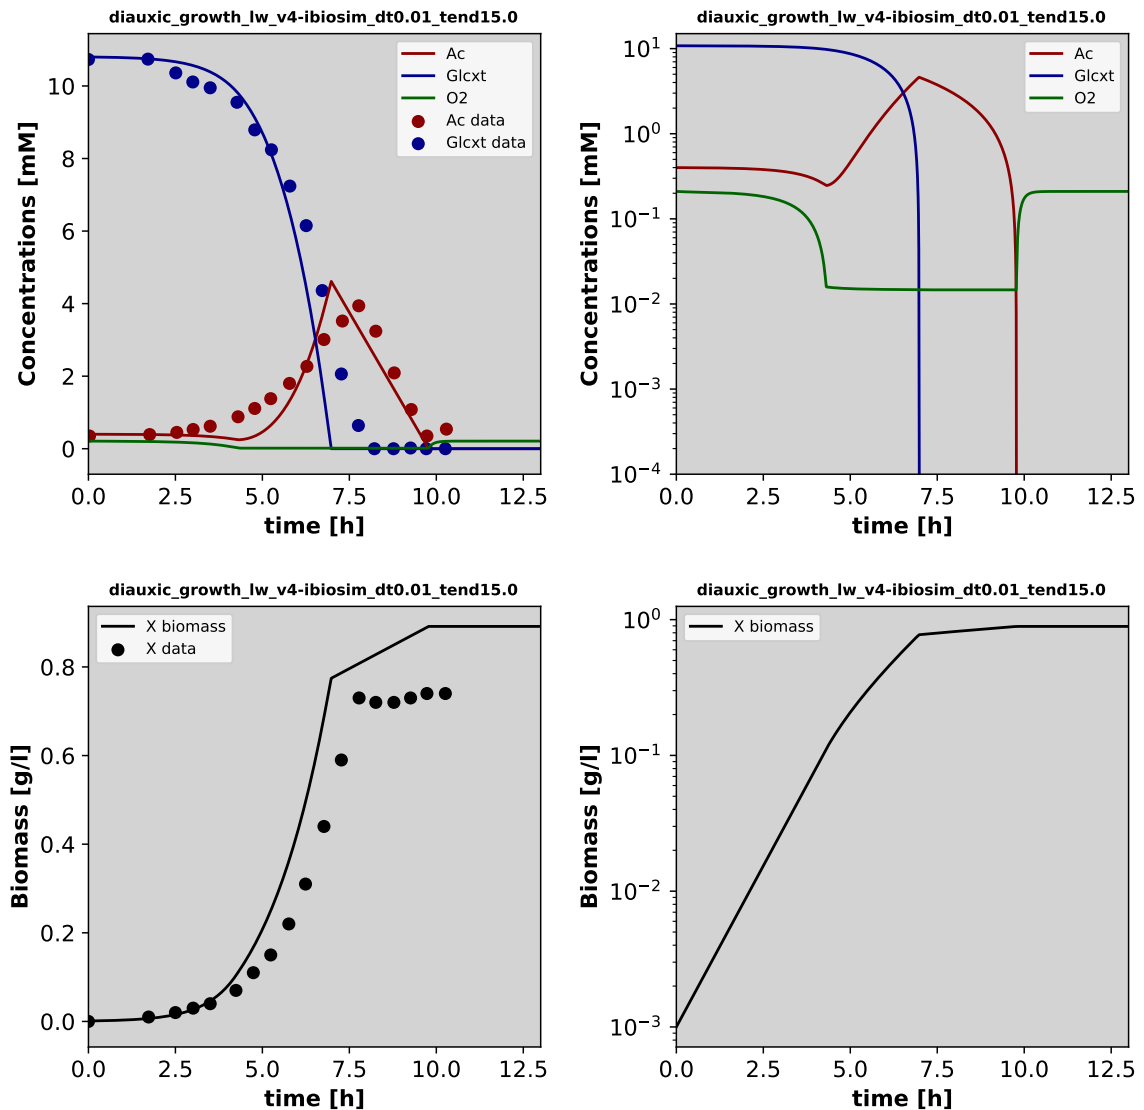 diauxic_growth_lw_v4-ibiosim_dt0.01_tend15.0
Concentrations [mM]
10
8
6
4
2
0
Ac
Glcxt
O2
Ac data
Glcxt data
0.0 2.5 5.0 7.5 10.0 12.5
time [h]
diauxic_growth_lw_v4-ibiosim_dt0.01_tend15.0
Concentrations [mM]
10¹
10⁰
10⁻¹
10⁻²
10⁻³
10⁻⁴
Ac
Glcxt
O2
0.0 2.5 5.0 7.5 10.0 12.5
time [h]
diauxic_growth_lw_v4-ibiosim_dt0.01_tend15.0
Biomass [g/l]
0.8
0.6
0.4
0.2
0.0
X biomass
X data
0.0 2.5 5.0 7.5 10.0 12.5
time [h]
diauxic_growth_lw_v4-ibiosim_dt0.01_tend15.0
Biomass [g/l]
10⁰
10⁻¹
10⁻²
10⁻³
X biomass
0.0 2.5 5.0 7.5 10.0 12.5
time [h]